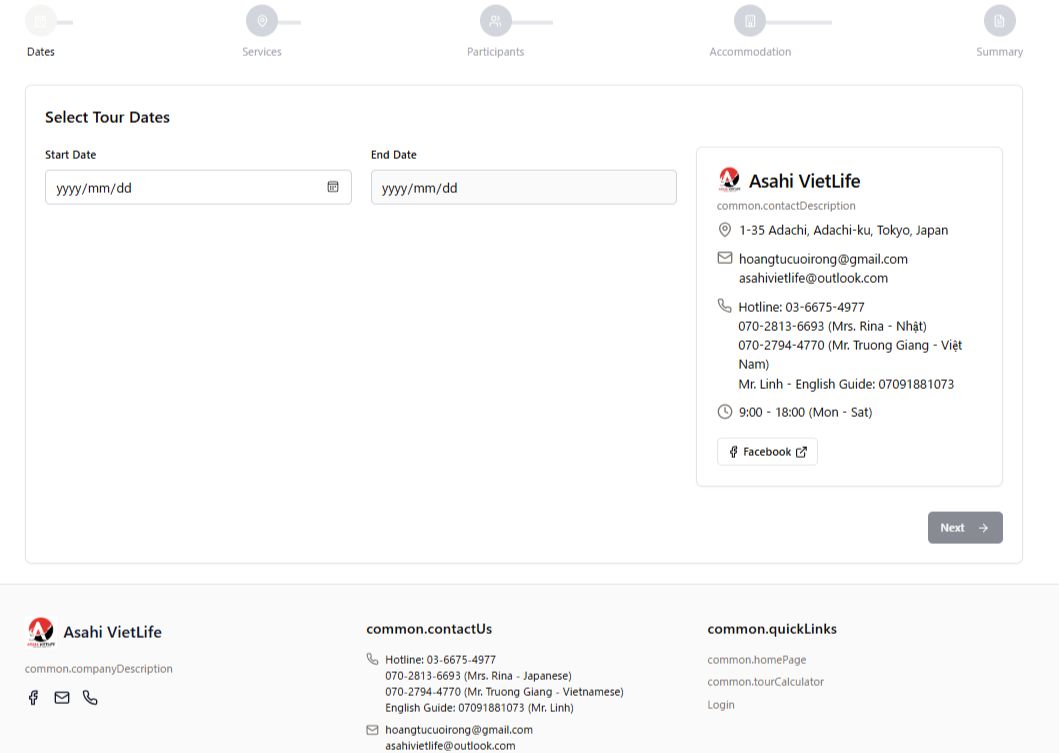 Dates
Services
Participants
Accommodation
Summary
Select Tour Dates
Start Date
End Date
yyyy/mm/dd
yyyy/mm/dd
Asahi VietLife
common.contactDescription
1-35 Adachi, Adachi-ku, Tokyo, Japan
hoangtucuoirong@gmail.com
asahivietlife@outlook.com
Hotline: 03-6675-4977
070-2813-6693 (Mrs. Rina - Nhật)
070-2794-4770 (Mr. Truong Giang - Việt
Nam)
Mr. Linh - English Guide: 07091881073
9:00 - 18:00 (Mon - Sat)
Facebook
Next
Asahi VietLife
common.companyDescription
common.contactUs
Hotline: 03-6675-4977
070-2813-6693 (Mrs. Rina - Japanese)
070-2794-4770 (Mr. Truong Giang - Vietnamese)
English Guide: 07091881073 (Mr. Linh)
hoangtucuoirong@gmail.com
asahivietlife@outlook.com
common.quickLinks
common.homePage
common.tourCalculator
Login